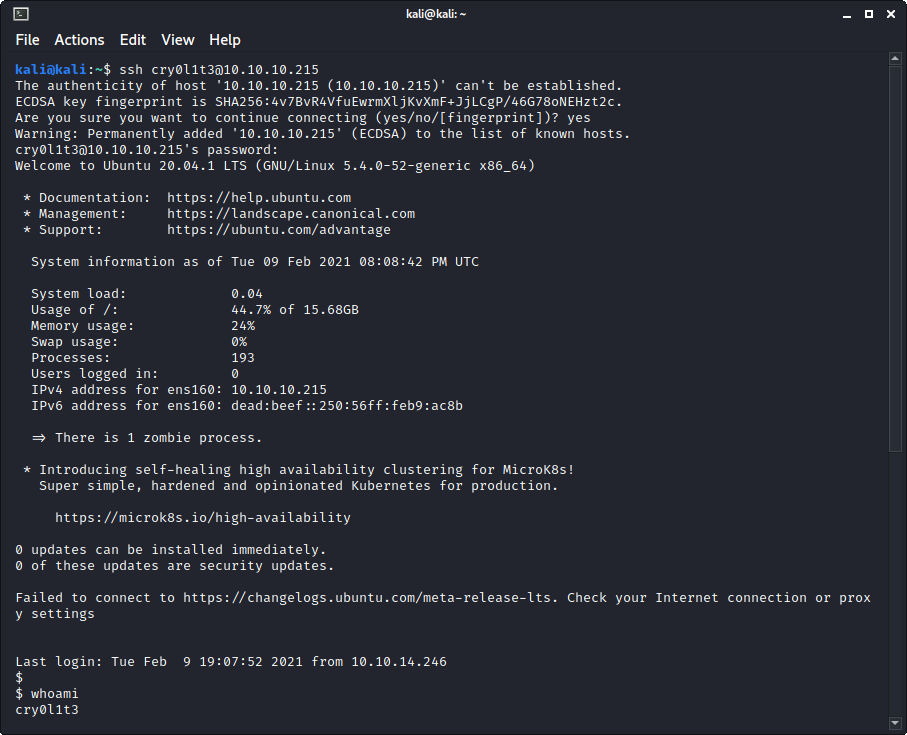 kali@kali: ~
File Actions Edit View Help
kali@kali:~$ ssh cry0l1t3@10.10.10.215
The authenticity of host '10.10.10.215 (10.10.10.215)' can't be established.
ECDSA key fingerprint is SHA256:4v7BvR4VfuEwrmXljKvXmF+JjLCgP/46G78oNEHzt2c.
Are you sure you want to continue connecting (yes/no/[fingerprint])? yes
Warning: Permanently added '10.10.10.215' (ECDSA) to the list of known hosts.
cry0l1t3@10.10.10.215's password:
Welcome to Ubuntu 20.04.1 LTS (GNU/Linux 5.4.0-52-generic x86_64)
* Documentation:  https://help.ubuntu.com
* Management:     https://landscape.canonical.com
* Support:        https://ubuntu.com/advantage
System information as of Tue 09 Feb 2021 08:08:42 PM UTC
System load:             0.04
Usage of /:              44.7% of 15.68GB
Memory usage:            24%
Swap usage:              0%
Processes:               193
Users logged in:         0
IPv4 address for ens160: 10.10.10.215
IPv6 address for ens160: dead:beef::250:56ff:feb9:ac8b
=> There is 1 zombie process.
* Introducing self-healing high availability clustering for MicroK8s!
Super simple, hardened and opinionated Kubernetes for production.
https://microk8s.io/high-availability
0 updates can be installed immediately.
0 of these updates are security updates.
Failed to connect to https://changelogs.ubuntu.com/meta-release-lts. Check your Internet connection or prox
y settings
Last login: Tue Feb  9 19:07:52 2021 from 10.10.14.246
$
$ whoami
cry0l1t3